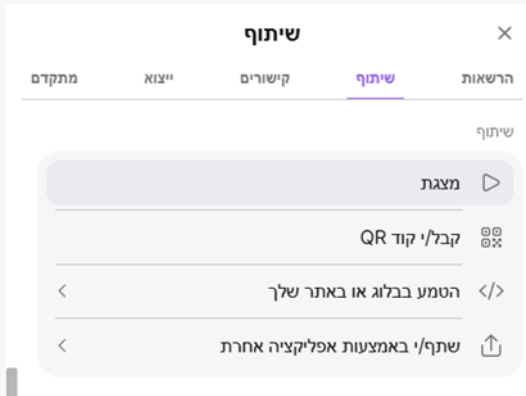 שיתוף
הרשאות שיתוף קישורים ייצוא מתקדם
שיתוף
מצגת
קבל/י קוד QR
הטמע בבלוג או באתר שלך
שתף/י באמצעות אפליקציה אחרת